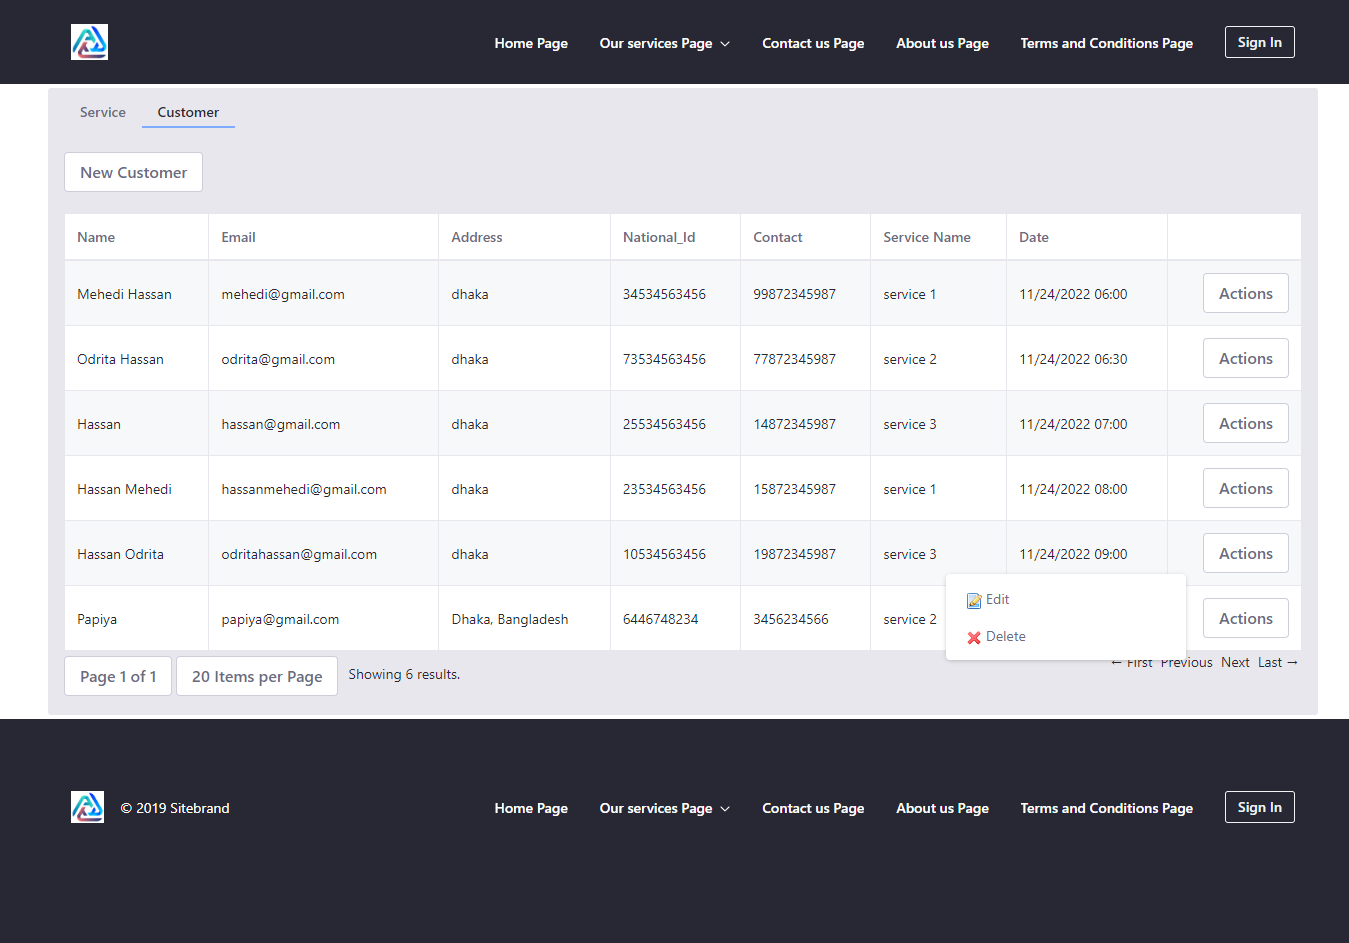 Home Page Our services Page Contact us Page About us Page Terms and Conditions Page Sign In
Service Customer
New Customer
Name Email Address National_Id Contact Service Name Date
Mehedi Hassan mehedi@gmail.com dhaka 34534563456 99872345987 service 1 11/24/2022 06:00 Actions
Odrita Hassan odrita@gmail.com dhaka 73534563456 77872345987 service 2 11/24/2022 06:30 Actions
Hassan hassan@gmail.com dhaka 25534563456 14872345987 service 3 11/24/2022 07:00 Actions
Hassan Mehedi hassanmehedi@gmail.com dhaka 23534563456 15872345987 service 1 11/24/2022 08:00 Actions
Hassan Odrita odritahassan@gmail.com dhaka 10534563456 19872345987 service 3 11/24/2022 09:00 Actions
Edit
Papiya papiya@gmail.com Dhaka, Bangladesh 6446748234 3456234566 service 2 Actions
Delete
Page 1 of 1 20 Items per Page Showing 6 results. ← First Previous Next Last →
© 2019 Sitebrand Home Page Our services Page Contact us Page About us Page Terms and Conditions Page Sign In